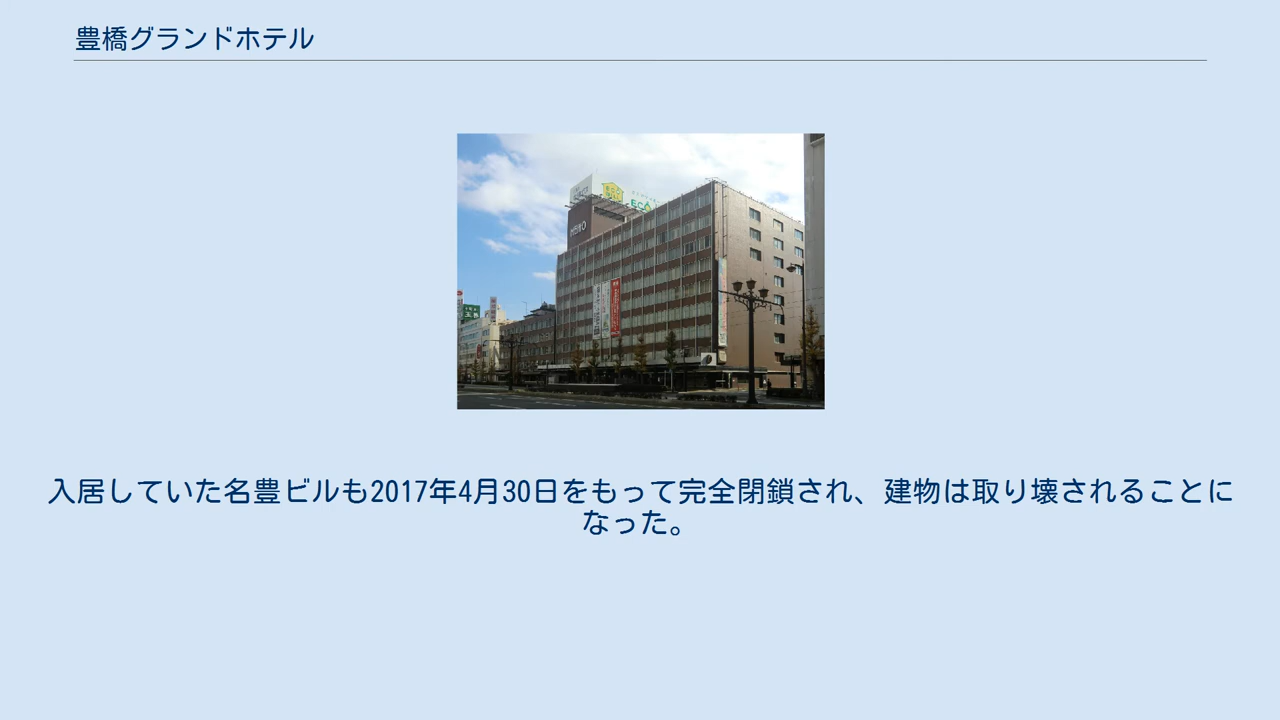 豊橋グランドホテル
ECO
入居していた名豊ビルも2017年4月30日をもって完全閉鎖され、建物は取り壊されることに
なった。